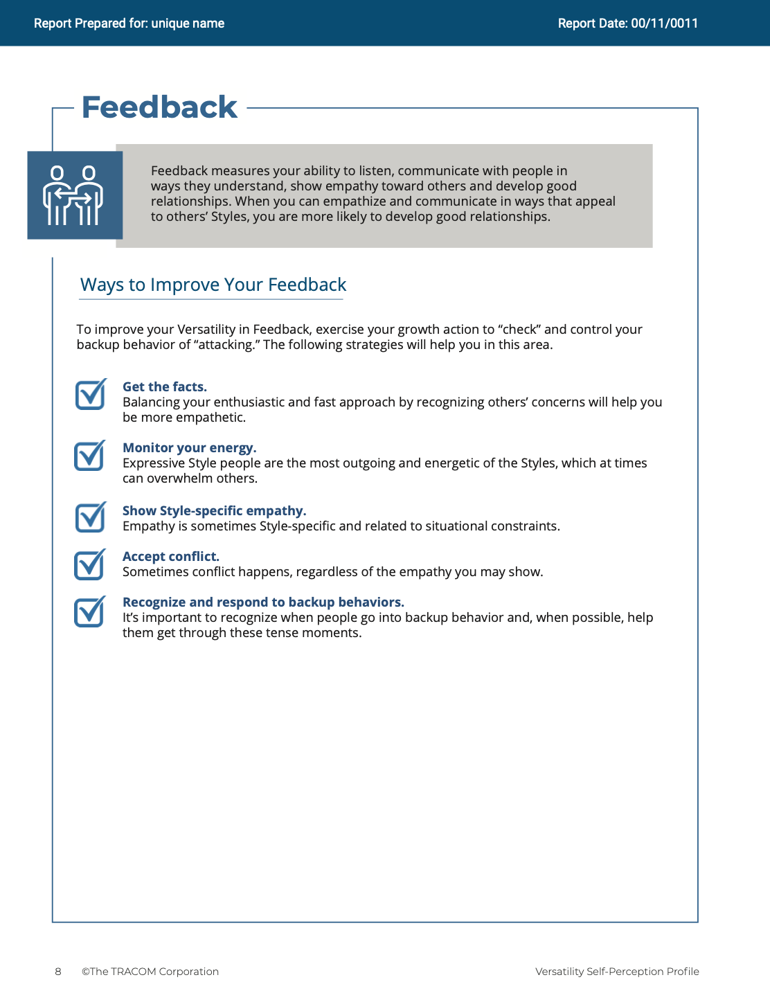 Report Prepared for: unique name
Report Date: 00/11/0011
Feedback
Feedback measures your ability to listen, communicate with people in
ways they understand, show empathy toward others and develop good
relationships. When you can empathize and communicate in ways that appeal
to others’ Styles, you are more likely to develop good relationships.
Ways to Improve Your Feedback
To improve your Versatility in Feedback, exercise your growth action to “check” and control your
backup behavior of “attacking.” The following strategies will help you in this area.
Get the facts.
Balancing your enthusiastic and fast approach by recognizing others’ concerns will help you
be more empathetic.
Monitor your energy.
Expressive Style people are the most outgoing and energetic of the Styles, which at times
can overwhelm others.
Show Style-specific empathy.
Empathy is sometimes Style-specific and related to situational constraints.
Accept conflict.
Sometimes conflict happens, regardless of the empathy you may show.
Recognize and respond to backup behaviors.
It’s important to recognize when people go into backup behavior and, when possible, help
them get through these tense moments.
8 ©The TRACOM Corporation
Versatility Self-Perception Profile